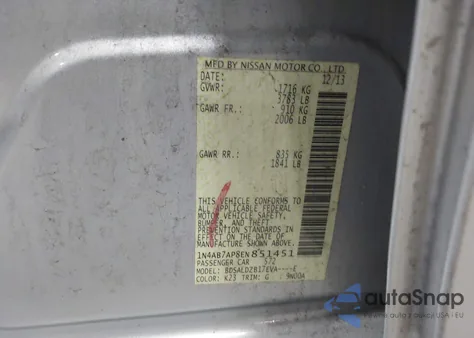 MFD BY NISSAN MOTOR CO., LTD.
DATE: 12/13
GVWR: 1716 KG
3783 LB
GAWR FR.: 910 KG
2006 LB
GAWR RR.: 835 KG
1841 LB
THIS VEHICLE CONFORMS TO
ALL APPLICABLE FEDERAL
MOTOR VEHICLE SAFETY,
BUMPER, AND THEFT
PREVENTION STANDARDS IN
EFFECT ON THE DATE OF
MANUFACTURE SHOWN ABOVE.
1N4AB7AP8EN851451
PASSENGER CAR 572
MODEL: BDSALDZB17EVA----E
COLOR: K23 TRIM: G 9N00A
autoSnap